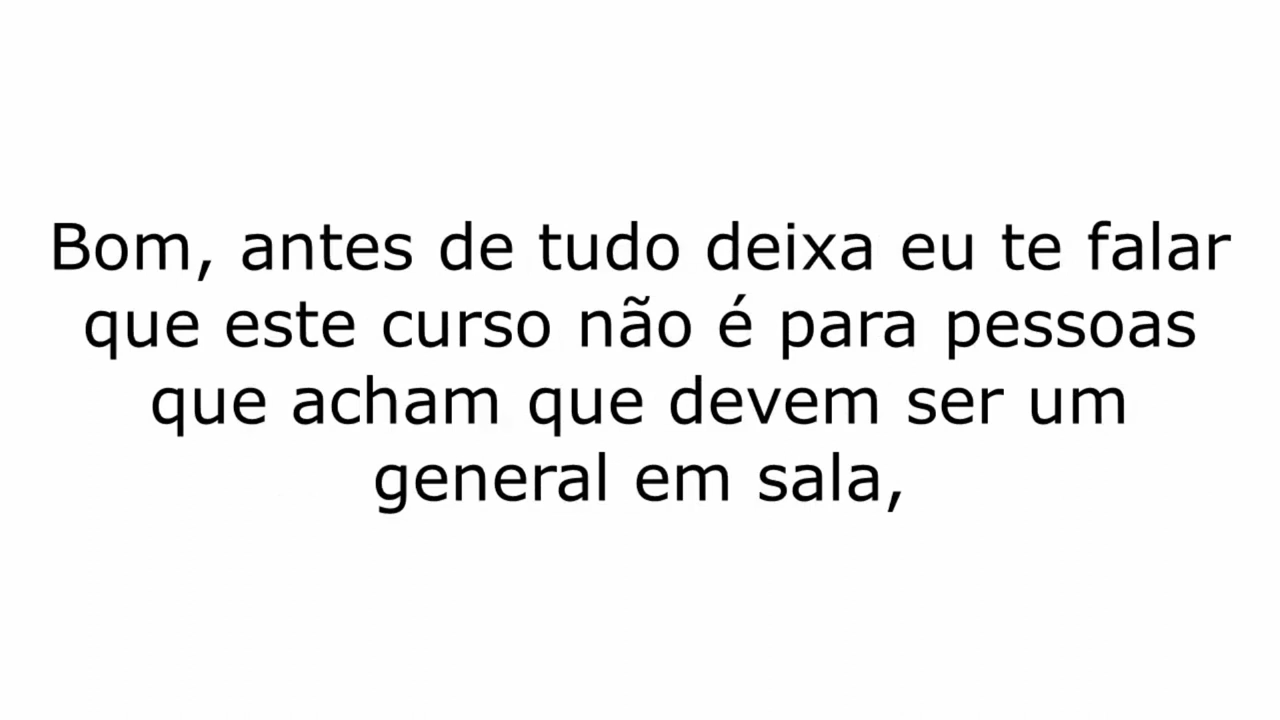 Bom, antes de tudo deixa eu te falar
que este curso não é para pessoas
que acham que devem ser um
general em sala,